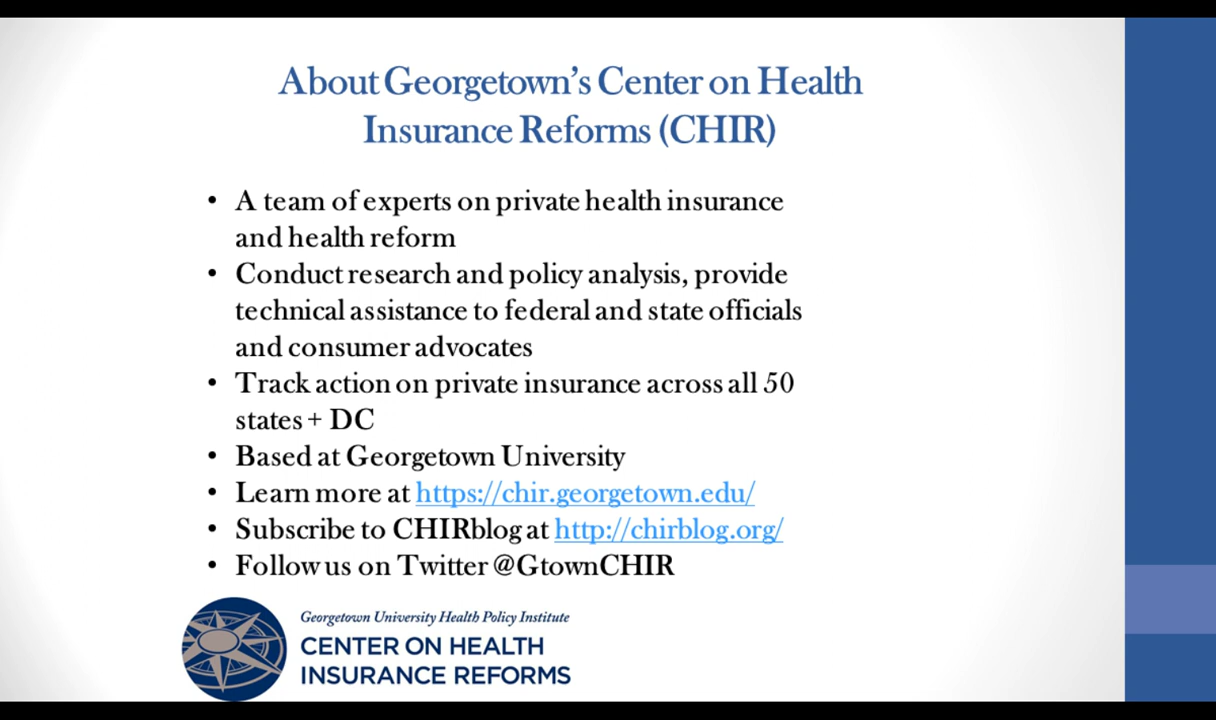 About Georgetown's Center on Health
Insurance Reforms (CHIR)
• A team of experts on private health insurance
and health reform
• Conduct research and policy analysis, provide
technical assistance to federal and state officials
and consumer advocates
• Track action on private insurance across all 50
states + DC
• Based at Georgetown University
• Learn more at https://chir.georgetown.edu/
• Subscribe to CHIRblog at http://chirblog.org/
• Follow us on Twitter @GtownCHIR
Georgetown University Health Policy Institute
CENTER ON HEALTH
INSURANCE REFORMS